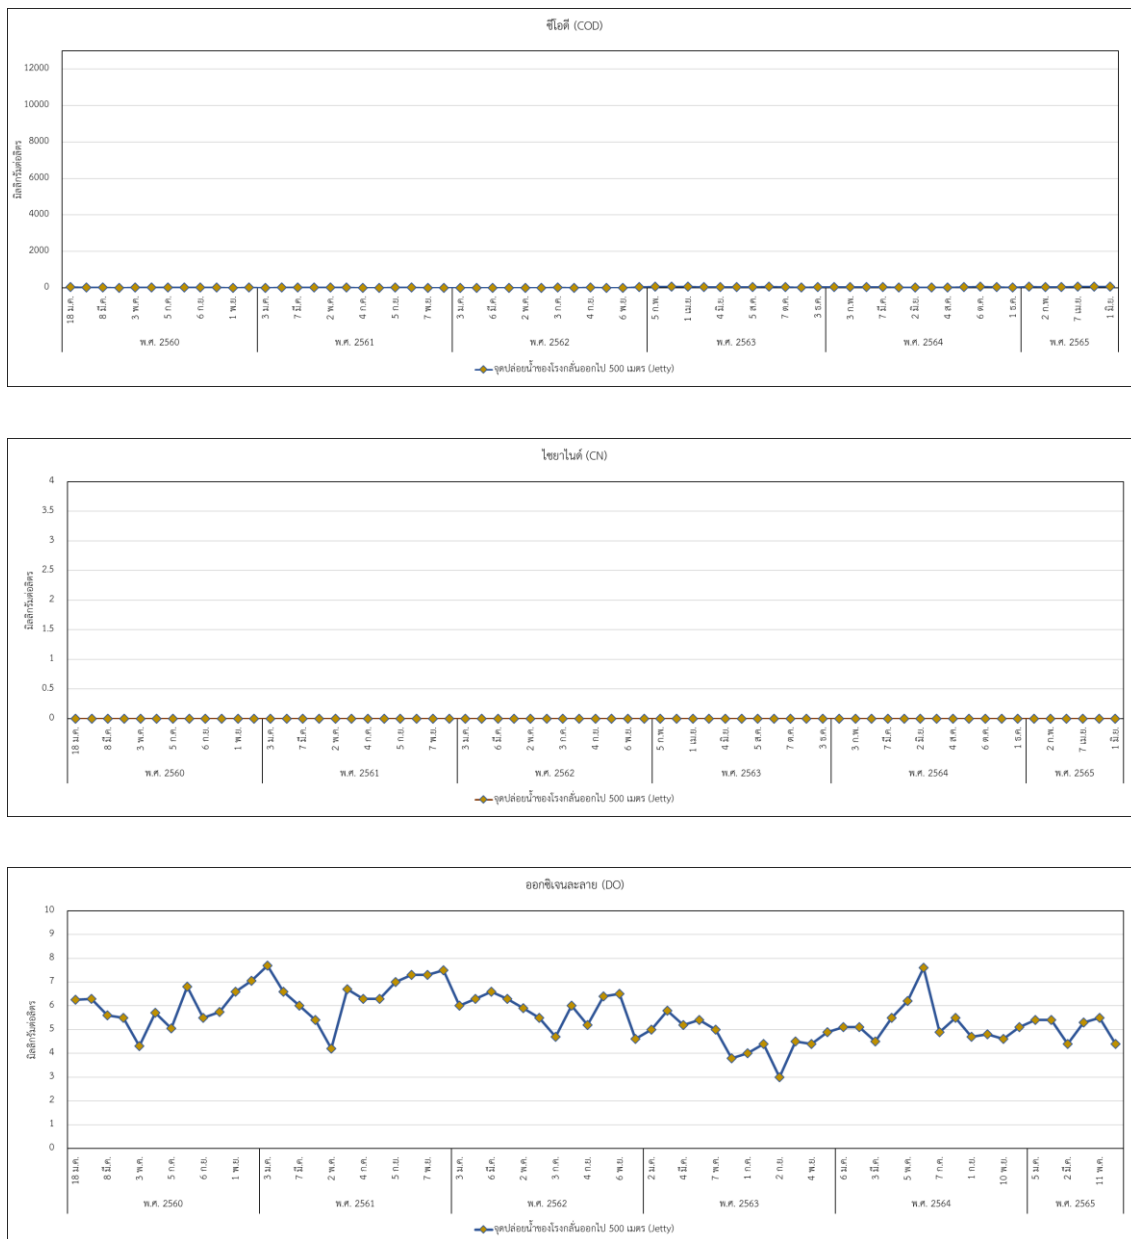 ซีโอดี (COD)
12000
10000
8000
6000
4000
2000
0
มิลลิกรัมต่อลิตร
18 ม.ค. 8 มี.ค. 3 พ.ค. 5 ก.ค. 6 ก.ย. 1 พ.ย. 3 ม.ค. 7 มี.ค. 2 พ.ค. 4 ก.ค. 5 ก.ย. 7 พ.ย. 3 ม.ค. 6 มี.ค. 2 พ.ค. 3 ก.ค. 4 ก.ย. 6 พ.ย. 5 ก.พ. 1 เม.ย. 4 มิ.ย. 5 ส.ค. 7 ต.ค. 3 ธ.ค. 3 ก.พ. 7 มี.ค. 2 มิ.ย. 4 ส.ค. 6 ต.ค. 1 ธ.ค. 2 ก.พ. 7 เม.ย. 1 มิ.ย.
พ.ศ. 2560 พ.ศ. 2561 พ.ศ. 2562 พ.ศ. 2563 พ.ศ. 2564 พ.ศ. 2565
จุดปล่อยน้ำของโรงกลั่นออกไป 500 เมตร (Jetty)
ไซยาไนด์ (CN)
4
3.5
3
2.5
2
1.5
1
0.5
0
มิลลิกรัมต่อลิตร
18 ม.ค. 8 มี.ค. 3 พ.ค. 5 ก.ค. 6 ก.ย. 1 พ.ย. 3 ม.ค. 7 มี.ค. 2 พ.ค. 4 ก.ค. 5 ก.ย. 7 พ.ย. 3 ม.ค. 6 มี.ค. 2 พ.ค. 3 ก.ค. 4 ก.ย. 6 พ.ย. 5 ก.พ. 1 เม.ย. 4 มิ.ย. 5 ส.ค. 7 ต.ค. 3 ธ.ค. 3 ก.พ. 7 มี.ค. 2 มิ.ย. 4 ส.ค. 6 ต.ค. 1 ธ.ค. 2 ก.พ. 7 เม.ย. 1 มิ.ย.
พ.ศ. 2560 พ.ศ. 2561 พ.ศ. 2562 พ.ศ. 2563 พ.ศ. 2564 พ.ศ. 2565
จุดปล่อยน้ำของโรงกลั่นออกไป 500 เมตร (Jetty)
ออกซิเจนละลาย (DO)
10
9
8
7
6
5
4
3
2
1
0
มิลลิกรัมต่อลิตร
18 ม.ค. 8 มี.ค. 3 พ.ค. 5 ก.ค. 6 ก.ย. 1 พ.ย. 3 ม.ค. 7 มี.ค. 2 พ.ค. 4 ก.ค. 5 ก.ย. 7 พ.ย. 3 ม.ค. 6 มี.ค. 2 พ.ค. 3 ก.ค. 4 ก.ย. 6 พ.ย. 2 ม.ค. 4 มี.ค. 7 พ.ค. 1 ก.ค. 2 ก.ย. 4 พ.ย. 6 ม.ค. 3 มี.ค. 5 พ.ค. 7 ก.ค. 1 ก.ย. 10 พ.ย. 5 ม.ค. 2 มี.ค. 11 พ.ค.
พ.ศ. 2560 พ.ศ. 2561 พ.ศ. 2562 พ.ศ. 2563 พ.ศ. 2564 พ.ศ. 2565
จุดปล่อยน้ำของโรงกลั่นออกไป 500 เมตร (Jetty)